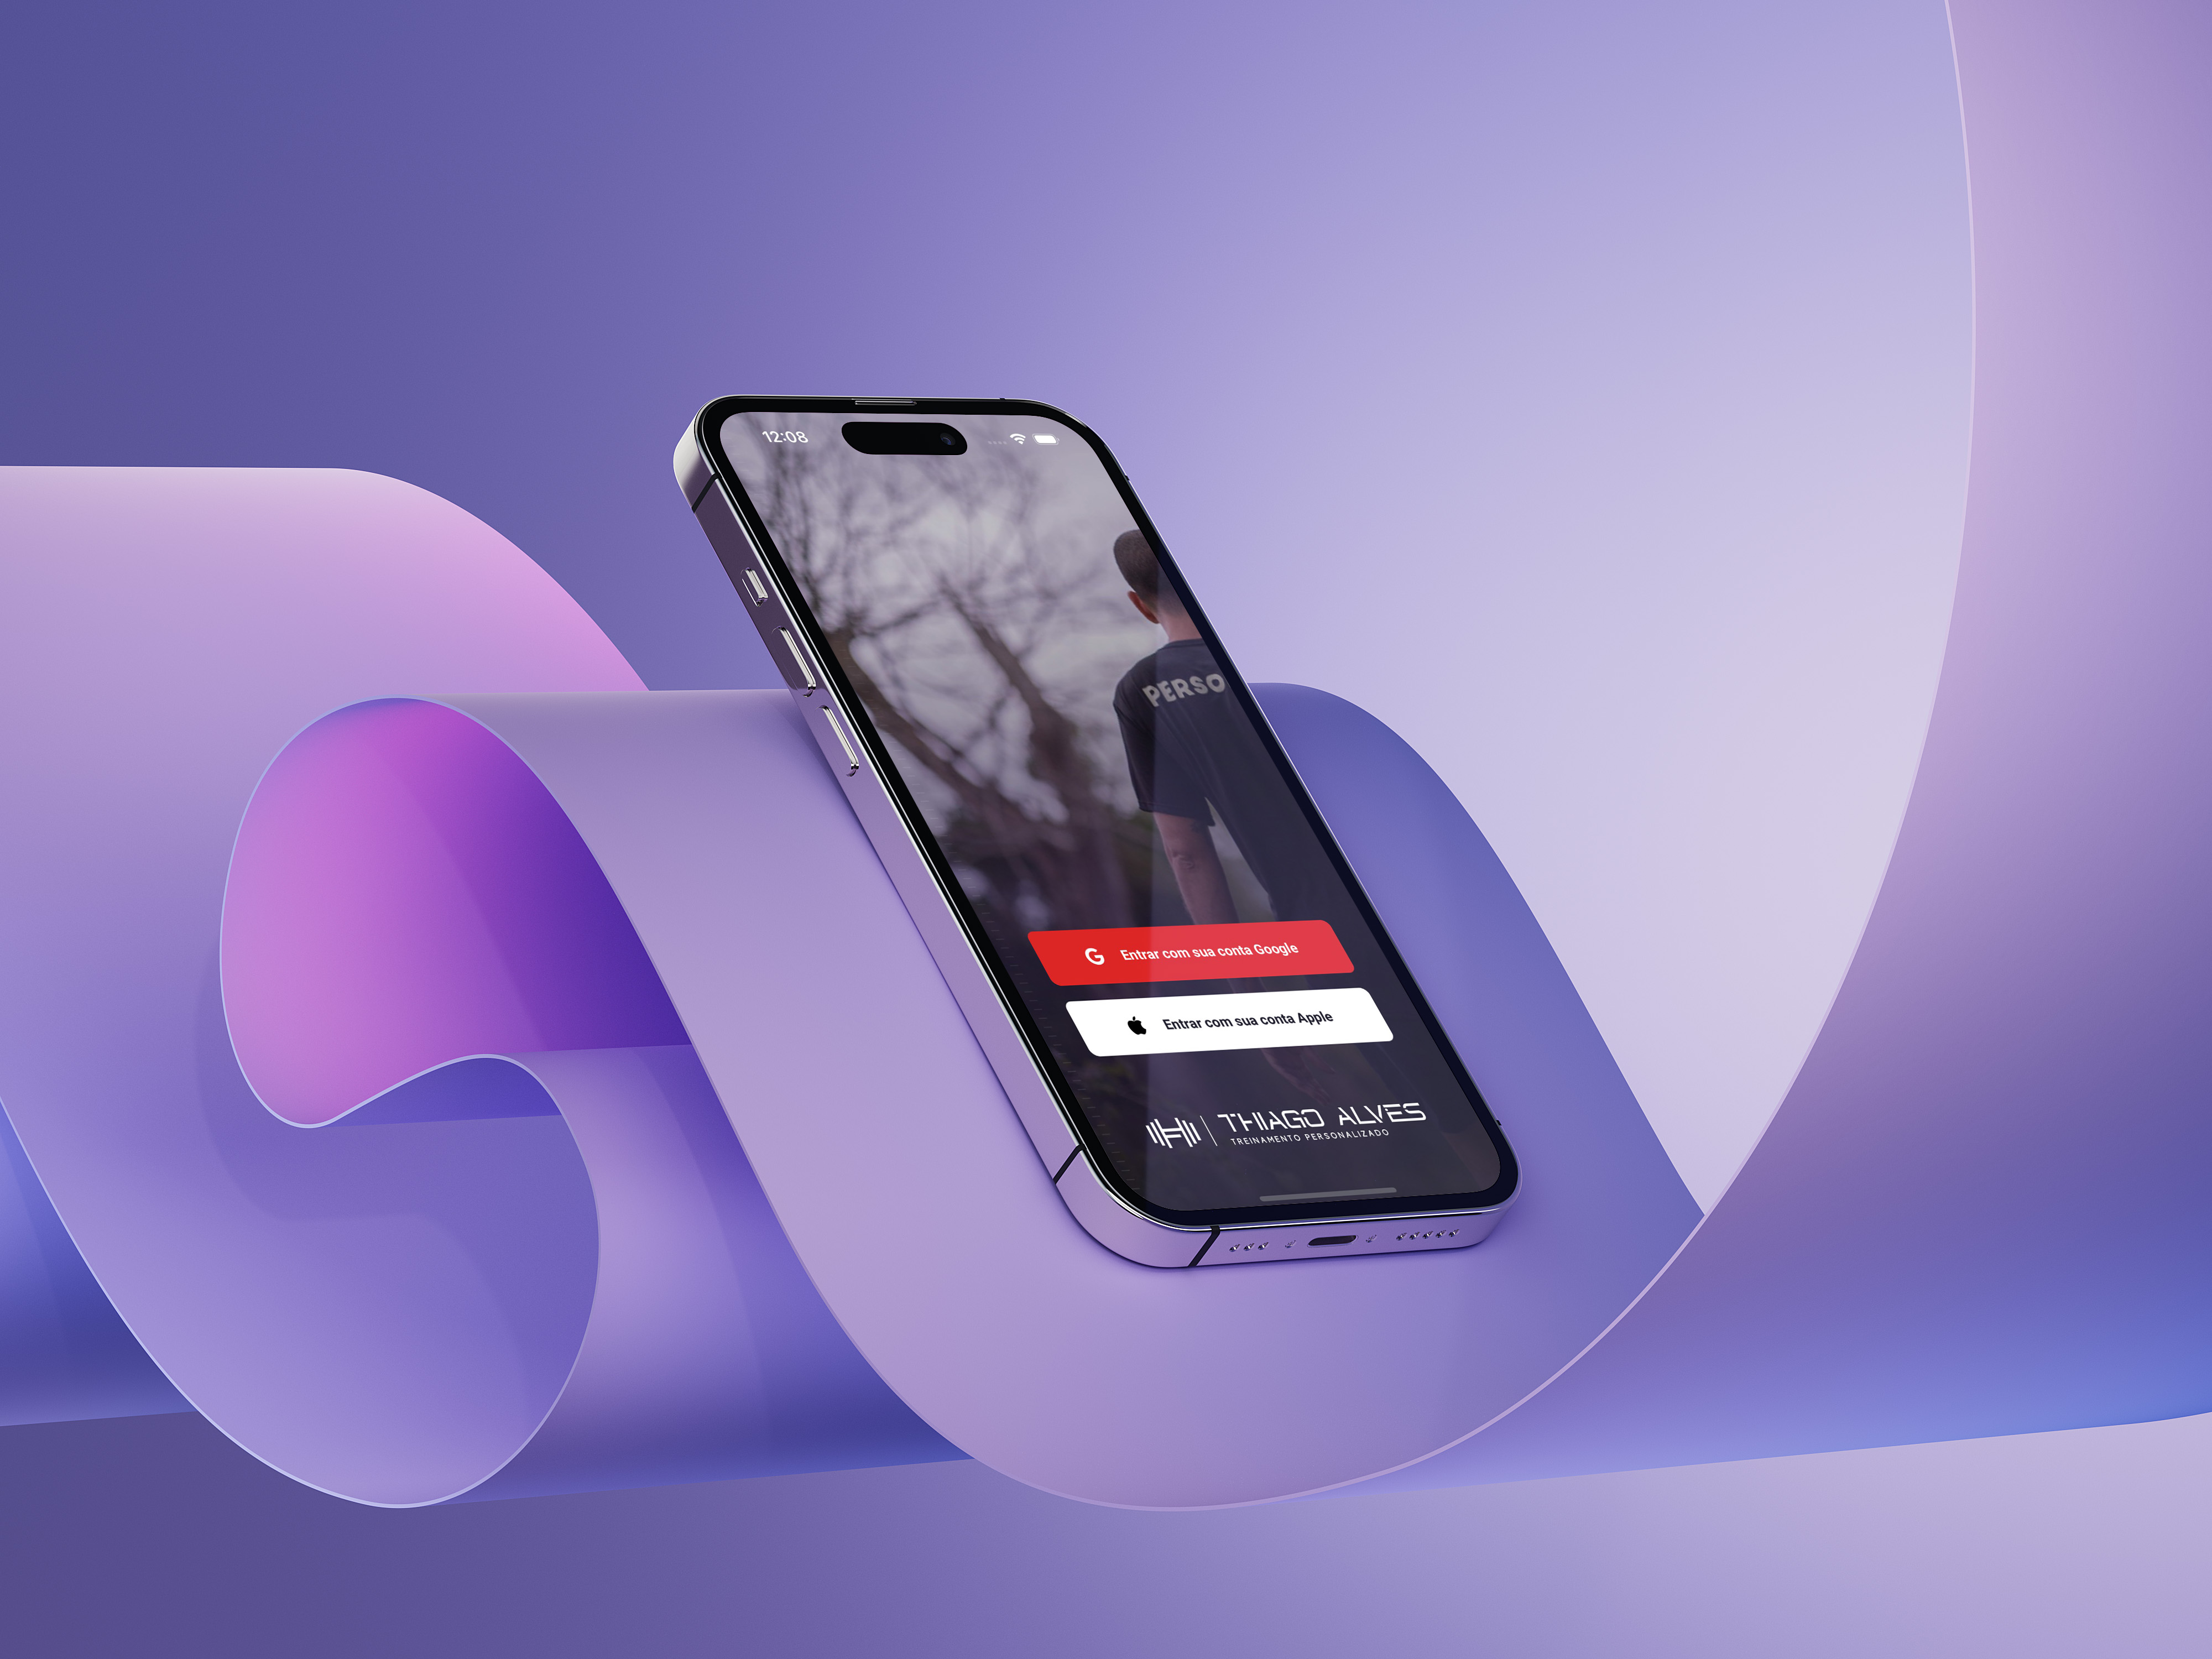 12:08
PERSO
Entrar com sua conta Google
Entrar com sua conta Apple
THIAGO ALVES
TREINAMENTO PERSONALIZADO